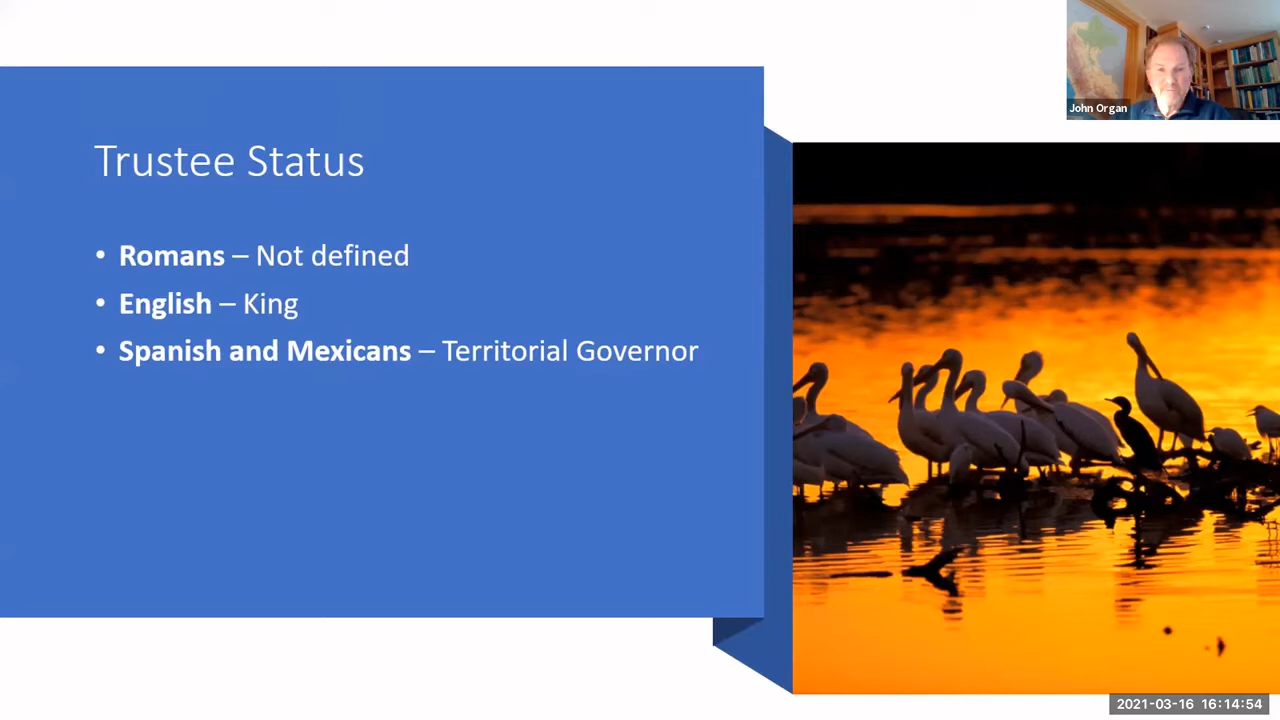 John Organ
Trustee Status
• Romans – Not defined
• English – King
• Spanish and Mexicans – Territorial Governor
2021-03-16 16:14:54